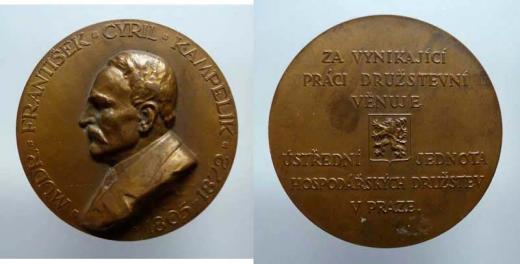 MUDR · FRANTIŠEK · CYRIL · KAMPELÍK · 1805-1872
ZA VYNIKAJÍCÍ
PRÁCI DRUŽSTEVNÍ
VĚNUJE
ÚSTŘEDNÍ JEDNOTA
HOSPODÁŘSKÝCH DRUŽSTEV
V PRAZE.